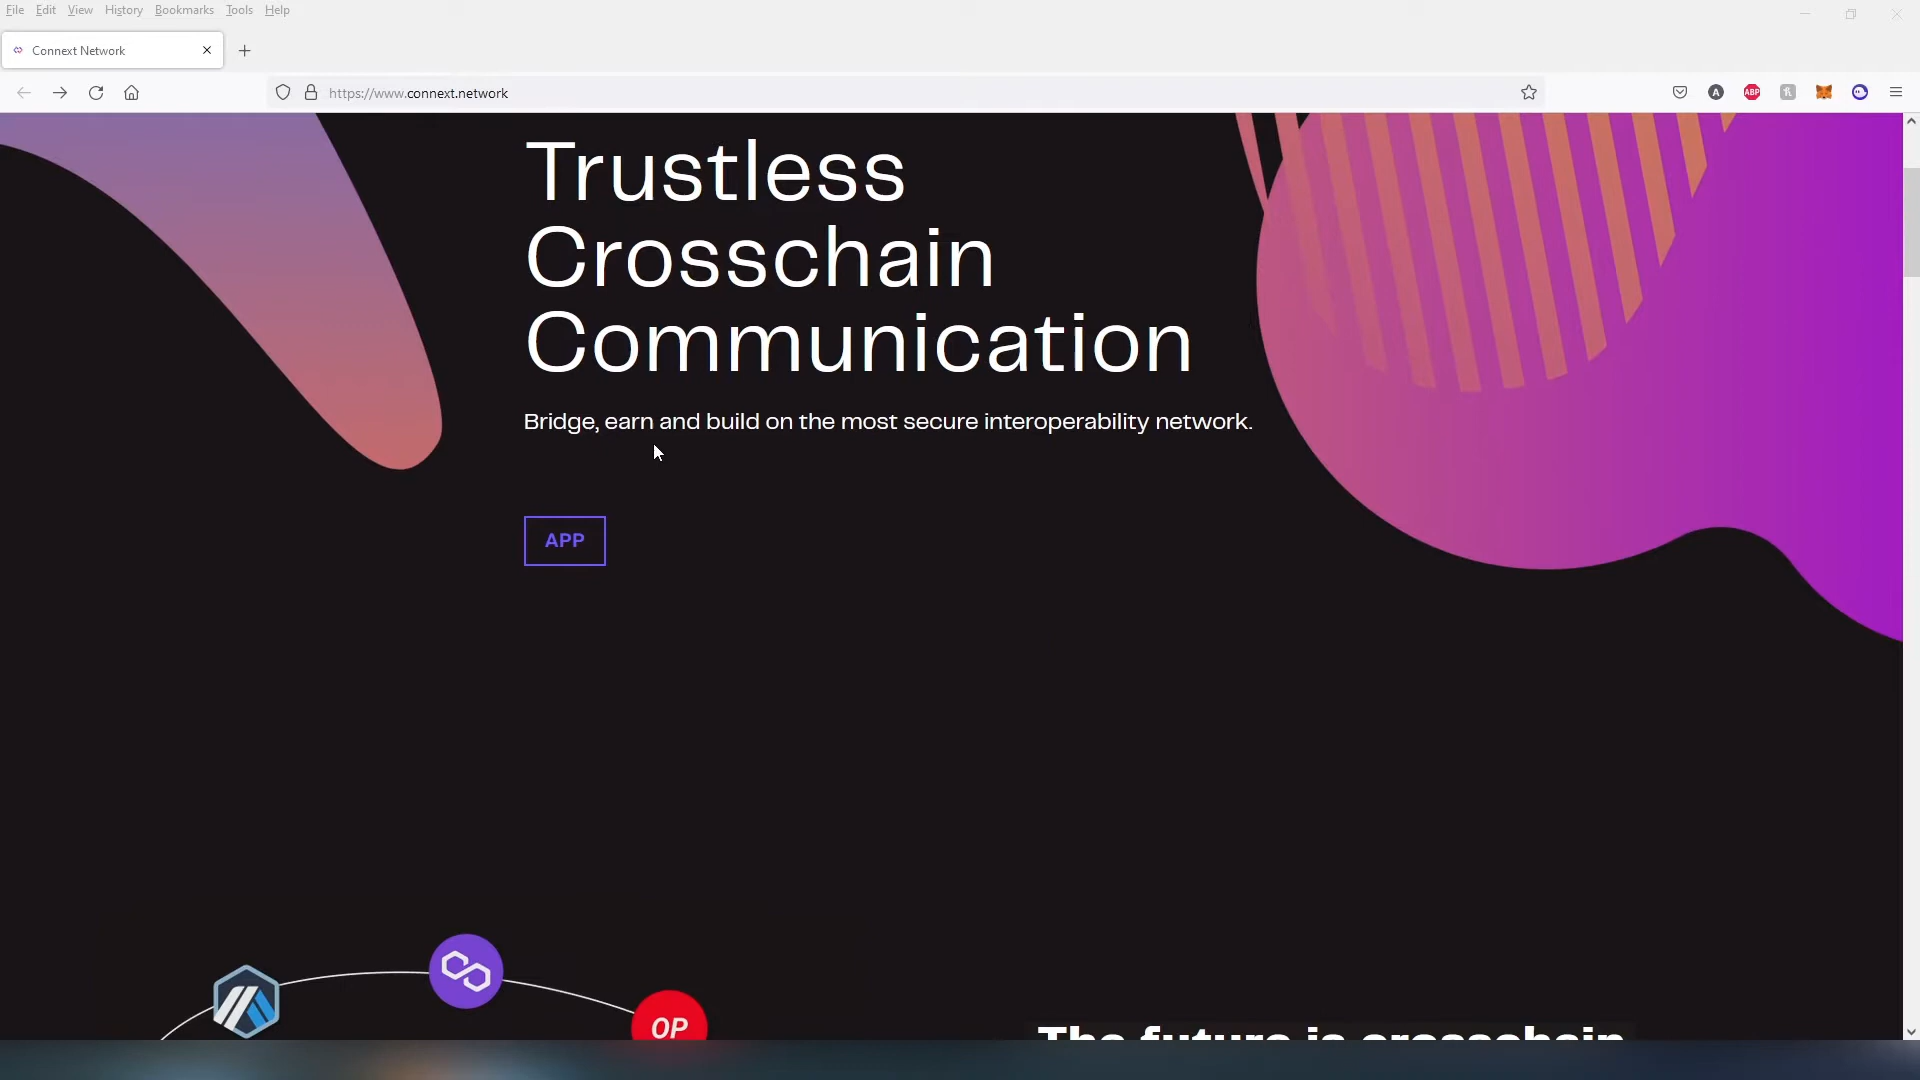 File Edit View History Bookmarks Tools Help
Connext Network
https://www.connext.network
A
ABP
Trustless
Crosschain
Communication
Bridge, earn and build on the most secure interoperability network.
APP
OP
The future is crosschain